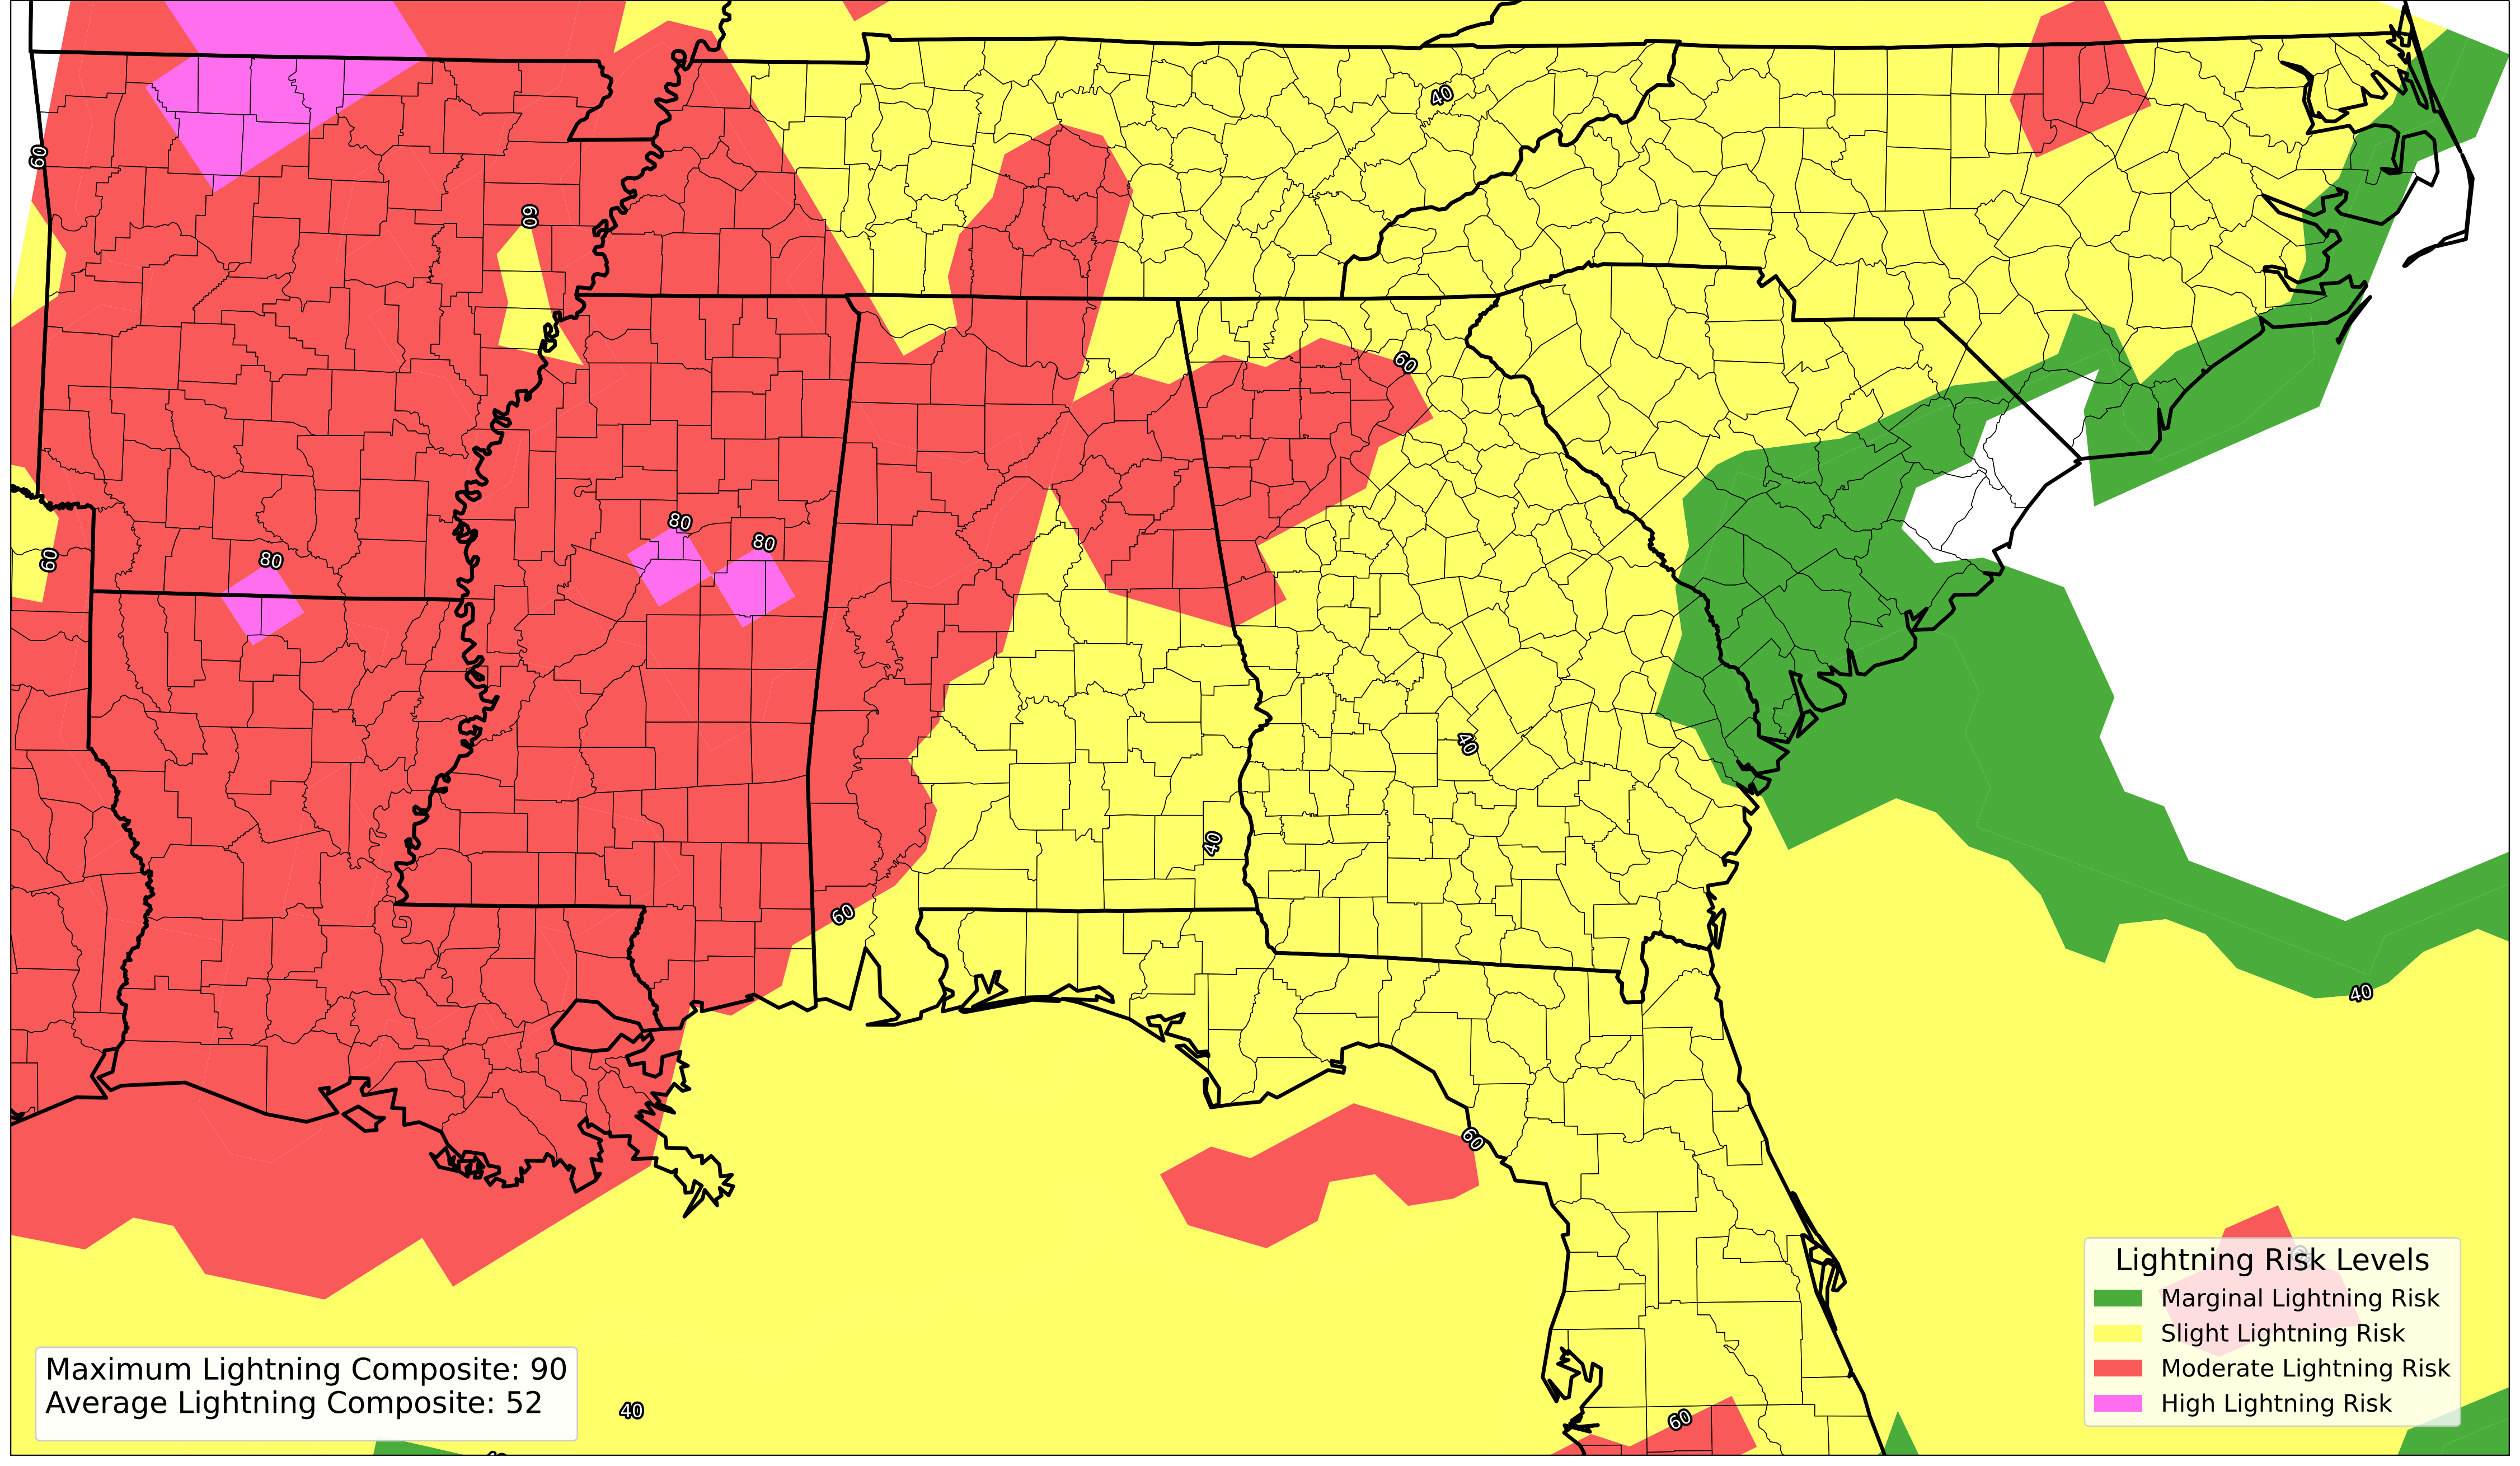 40
60
60
60
80
80
60
80
40
40
60
40
60
Lightning Risk Levels
Marginal Lightning Risk
Slight Lightning Risk
Moderate Lightning Risk
High Lightning Risk
Maximum Lightning Composite: 90
Average Lightning Composite: 52
40
60